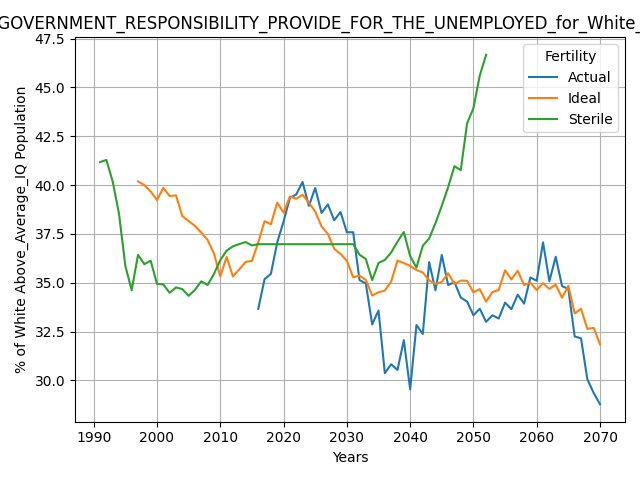 GOVERNMENT_RESPONSIBILITY_PROVIDE_FOR_THE_UNEMPLOYED_for_White_
47.5
45.0
42.5
40.0
37.5
35.0
32.5
30.0
% of White Above_Average_IQ Population
Fertility
Actual
Ideal
Sterile
1990 2000 2010 2020 2030 2040 2050 2060 2070
Years